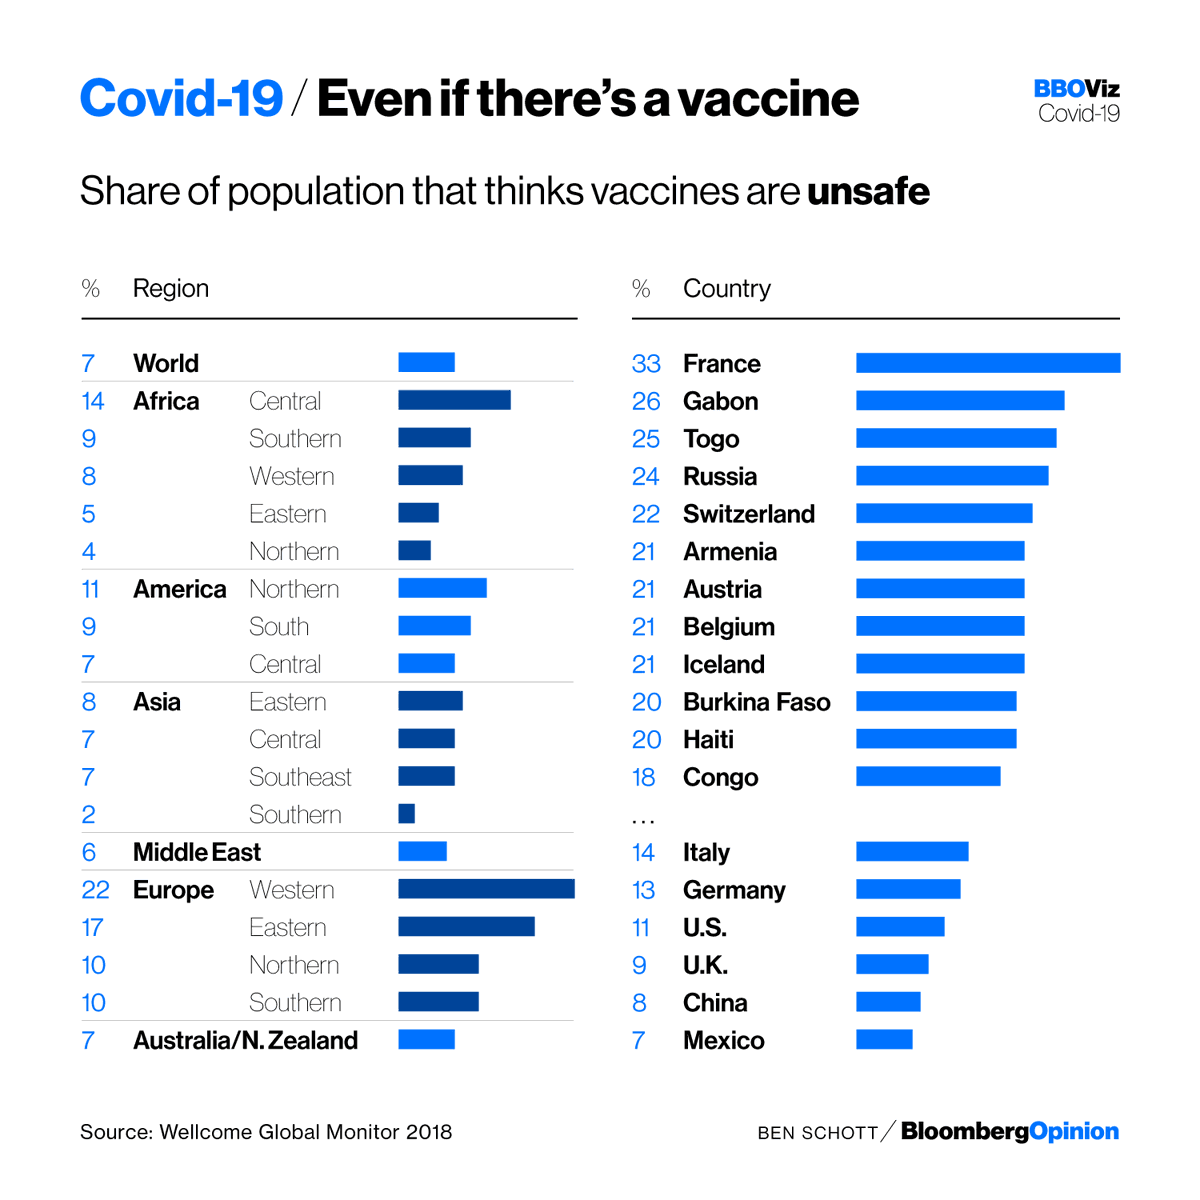 Covid-19 / Even if there's a vaccine
BBOViz
Covid-19
Share of population that thinks vaccines are unsafe
% Region
7 World
14 Africa Central
9 Southern
8 Western
5 Eastern
4 Northern
11 America Northern
9 South
7 Central
8 Asia Eastern
7 Central
7 Southeast
2 Southern
6 Middle East
22 Europe Western
17 Eastern
10 Northern
10 Southern
7 Australia/N. Zealand
% Country
33 France
26 Gabon
25 Togo
24 Russia
22 Switzerland
21 Armenia
21 Austria
21 Belgium
21 Iceland
20 Burkina Faso
20 Haiti
18 Congo
...
14 Italy
13 Germany
11 U.S.
9 U.K.
8 China
7 Mexico
Source: Wellcome Global Monitor 2018
BEN SCHOTT / BloombergOpinion